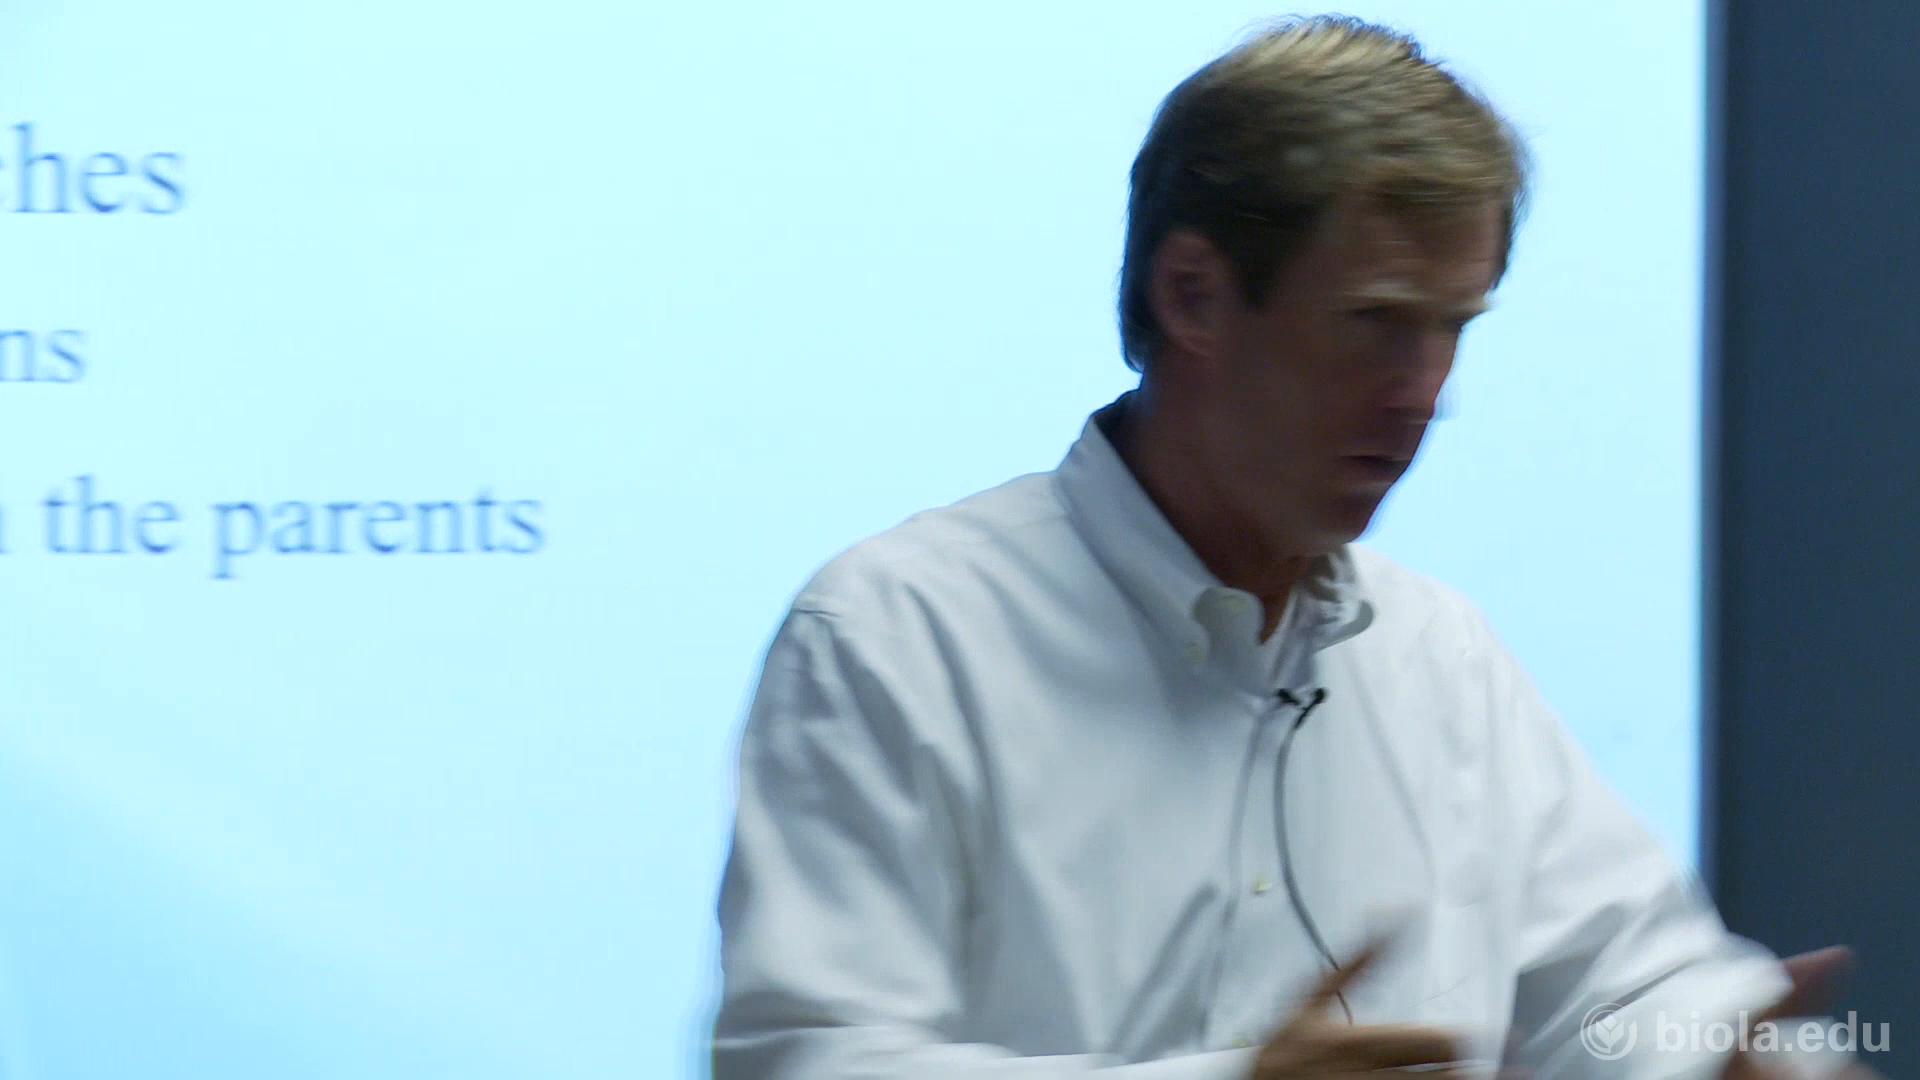 ches
ns
the parents
biola.edu